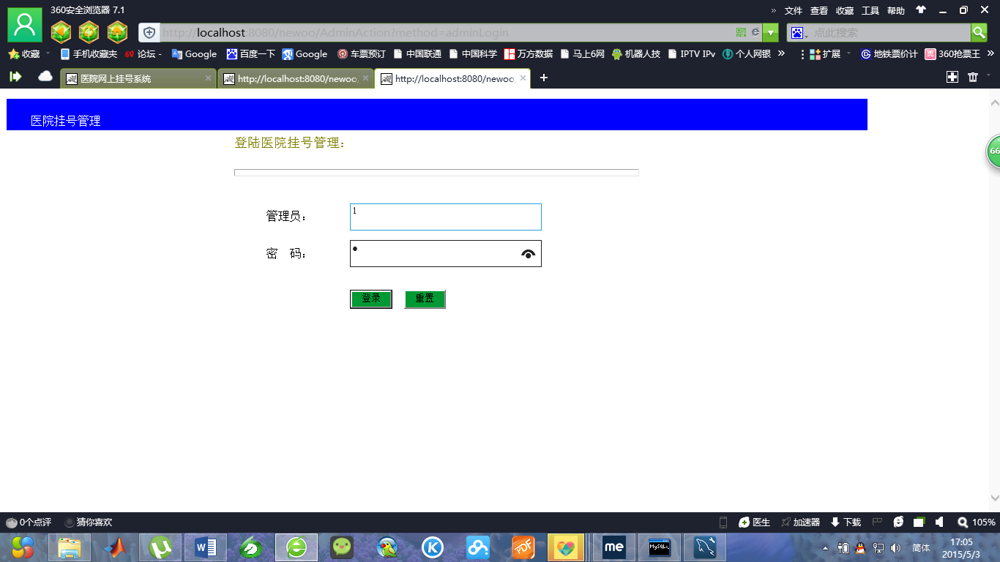 360安全浏览器 7.1
» 文件 查看 收藏 工具 帮助
http://localhost:8080/newoo/AdminAction?method=adminLogin
点此搜索
收藏 手机收藏夹 6v 论坛 - Google 百度一下 Google 车票预订 中国联通 中国科学 万方数据 马上6网 机器人技 IPTV IPv 个人网银 » 扩展 地铁票价计 360抢票王 »
医院网上挂号系统 http://localhost:8080/newoo, http://localhost:8080/newoo,
医院挂号管理
登陆医院挂号管理：
66
管理员： 1
密 码： •
登录 重置
0个点评 猜你喜欢 医生 加速器 下载 105%
W K PDF me MySQL 简体 17:05
2015/5/3